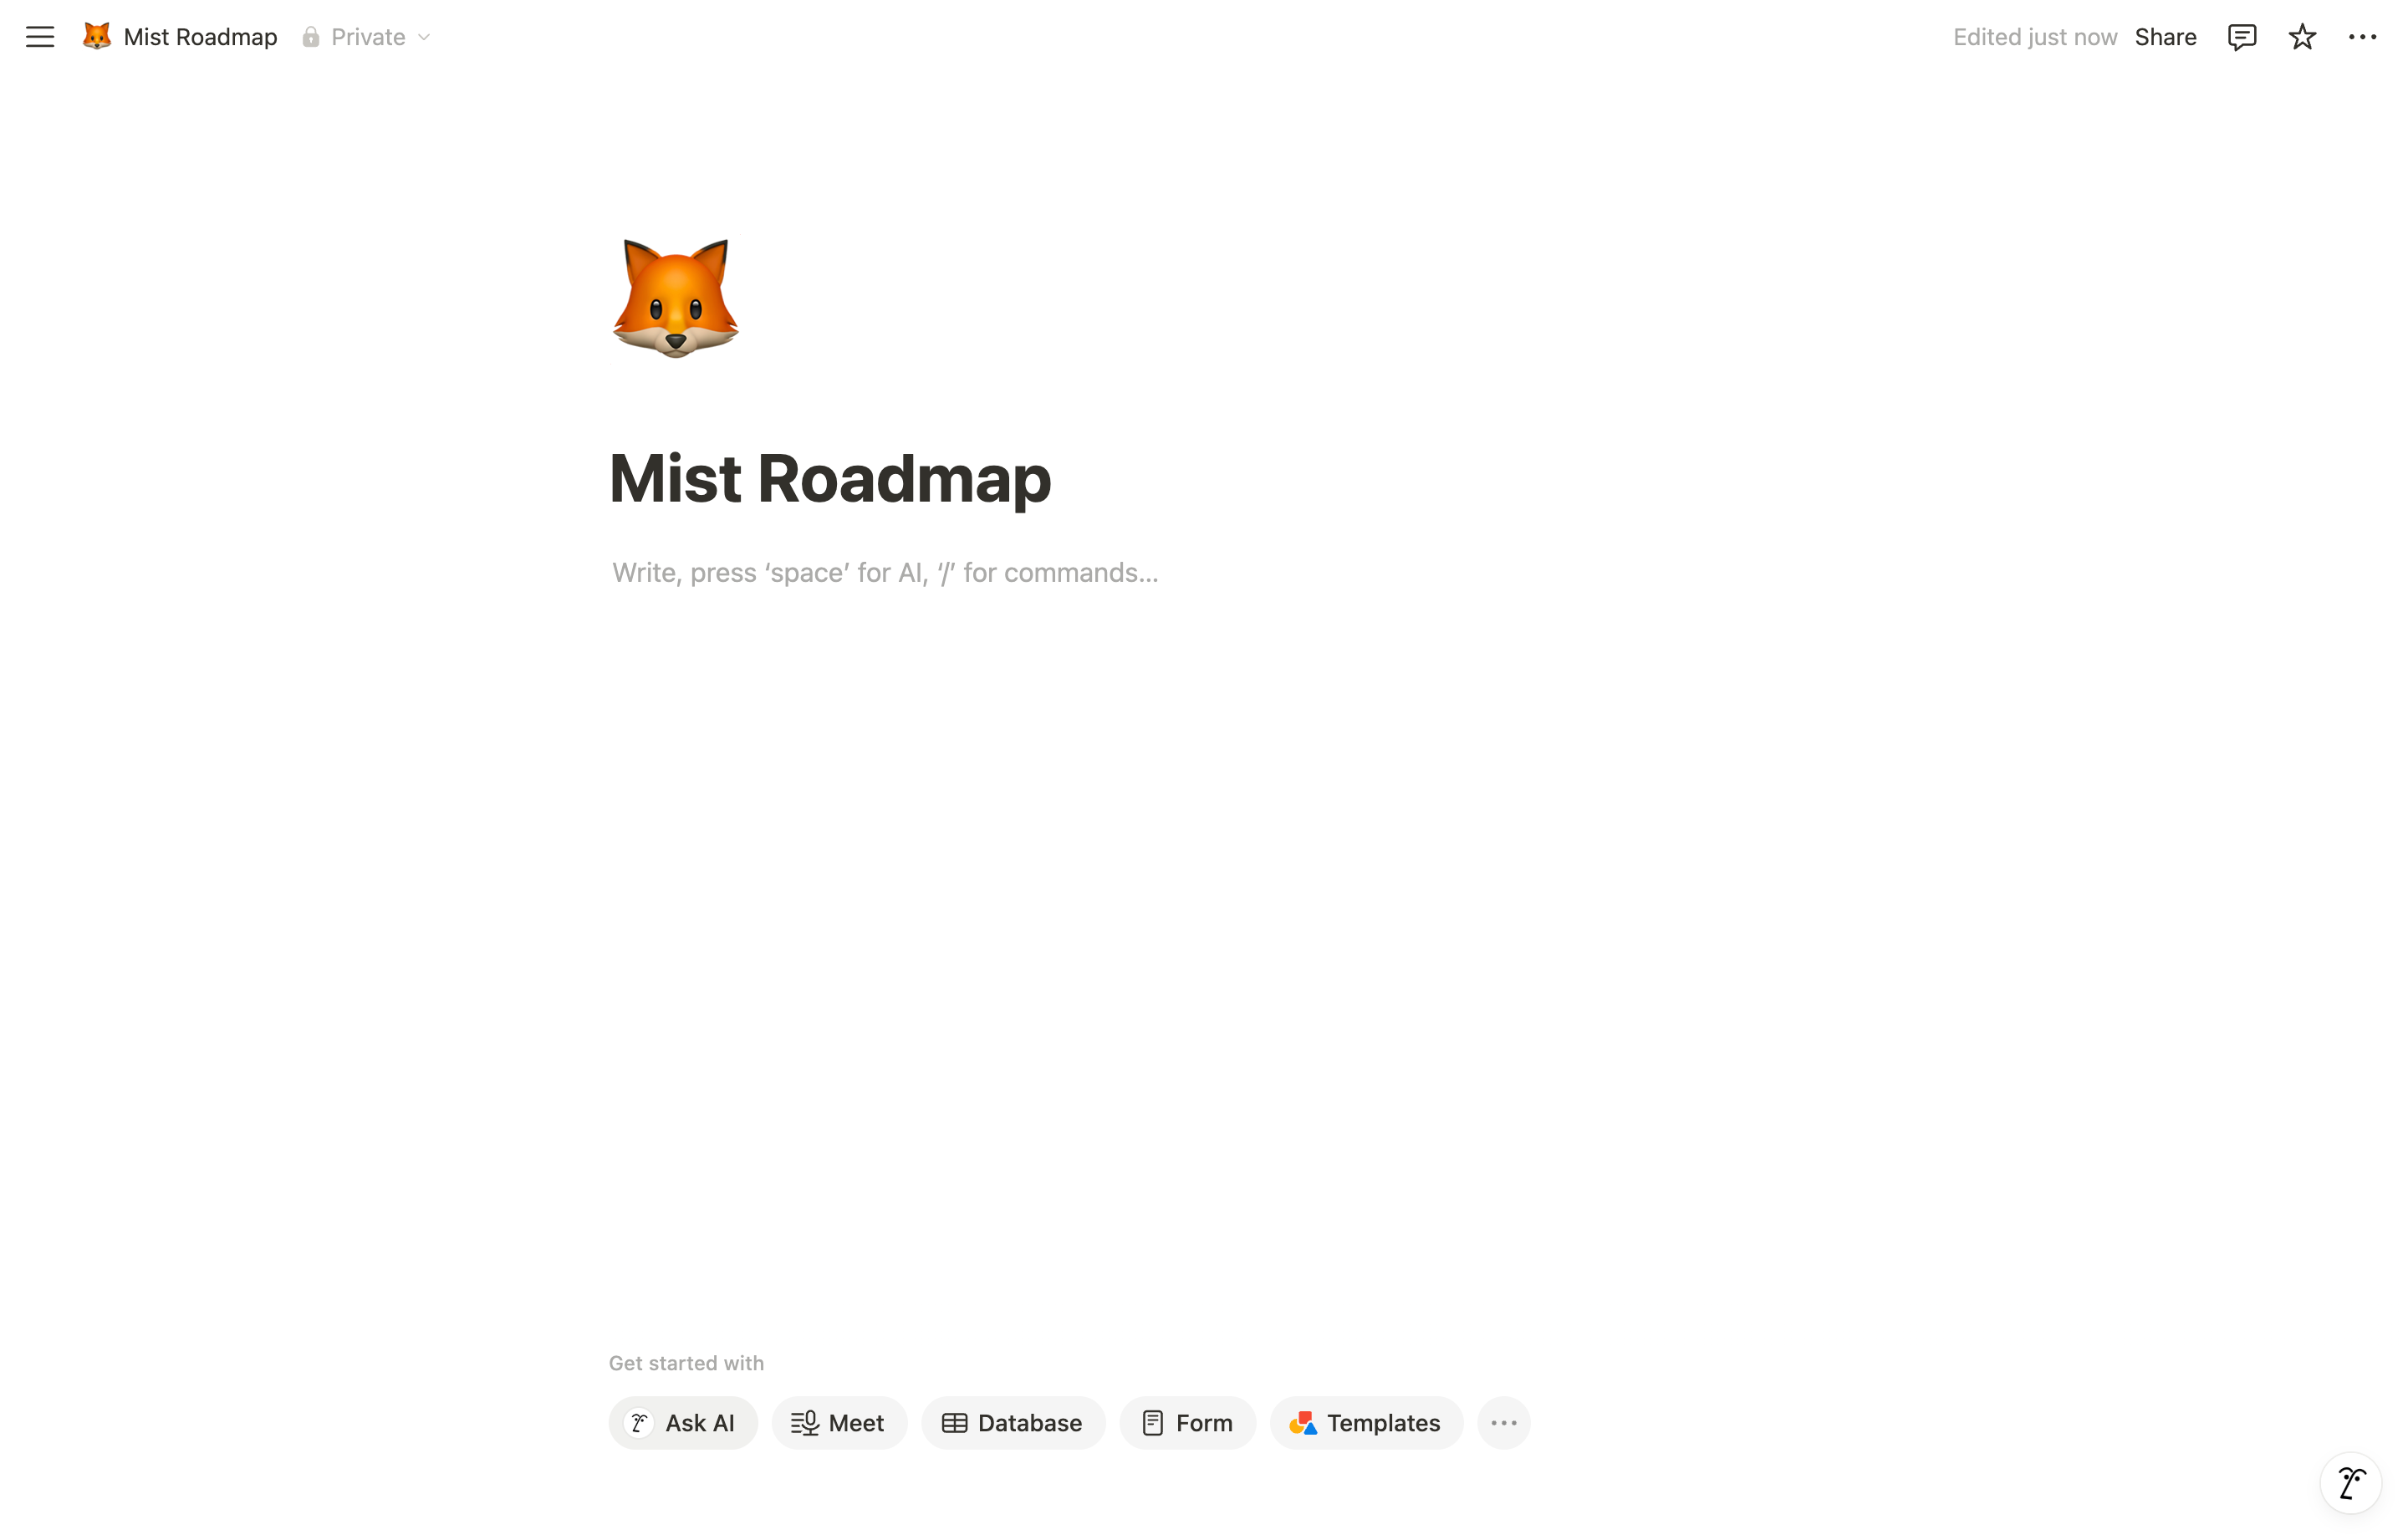 Mist Roadmap Private Edited just now Share
Mist Roadmap
Write, press ‘space’ for AI, ‘/’ for commands...
Get started with
Ask AI Meet Database Form Templates